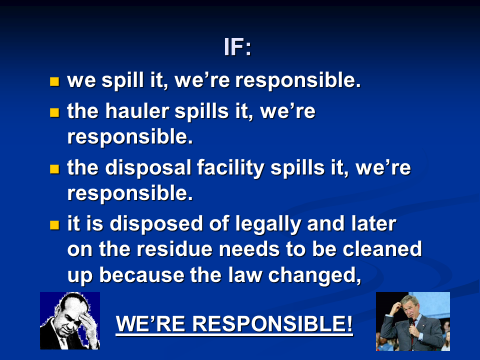 IF:
we spill it, we're responsible.
the hauler spills it, we're
responsible.
the disposal facility spills it, we're
responsible.
it is disposed of legally and later
on the residue needs to be cleaned
up because the law changed,
WE'RE RESPONSIBLE!